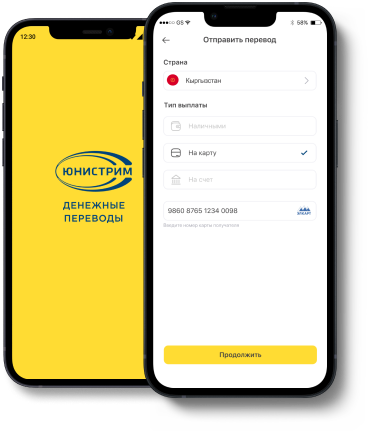 12:30
ЮНИСТРИМ
ДЕНЕЖНЫЕ
ПЕРЕВОДЫ
GS
58%
Отправить перевод
Страна
Кыргызстан
Тип выплаты
Наличными
На карту
На счет
9860 8765 1234 0098
ЭЛКАРТ
Введите номер карты получателя
Продолжить